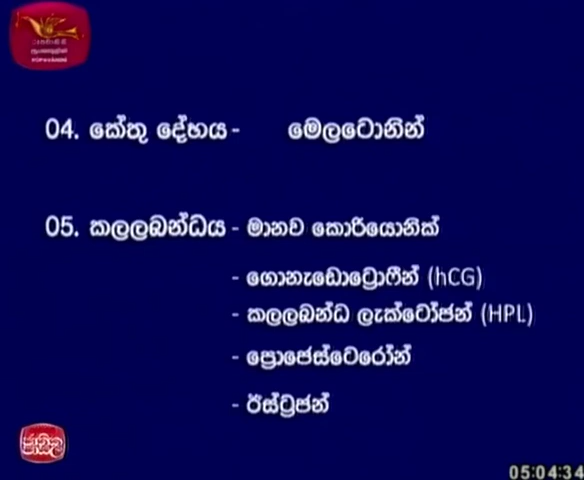 04. කේතු දේහය - මෙලටොනින්
05. කලලබන්ධය - මානව කොරියොනික්
- ගොනැඩොට්‍රොෆීන් (hCG)
- කලලබන්ධ ලැක්ටෝජන් (HPL)
- ප්‍රොජෙස්ටෙරෝන්
- ඊස්ට්‍රජන්
ජාතික
05:04:34